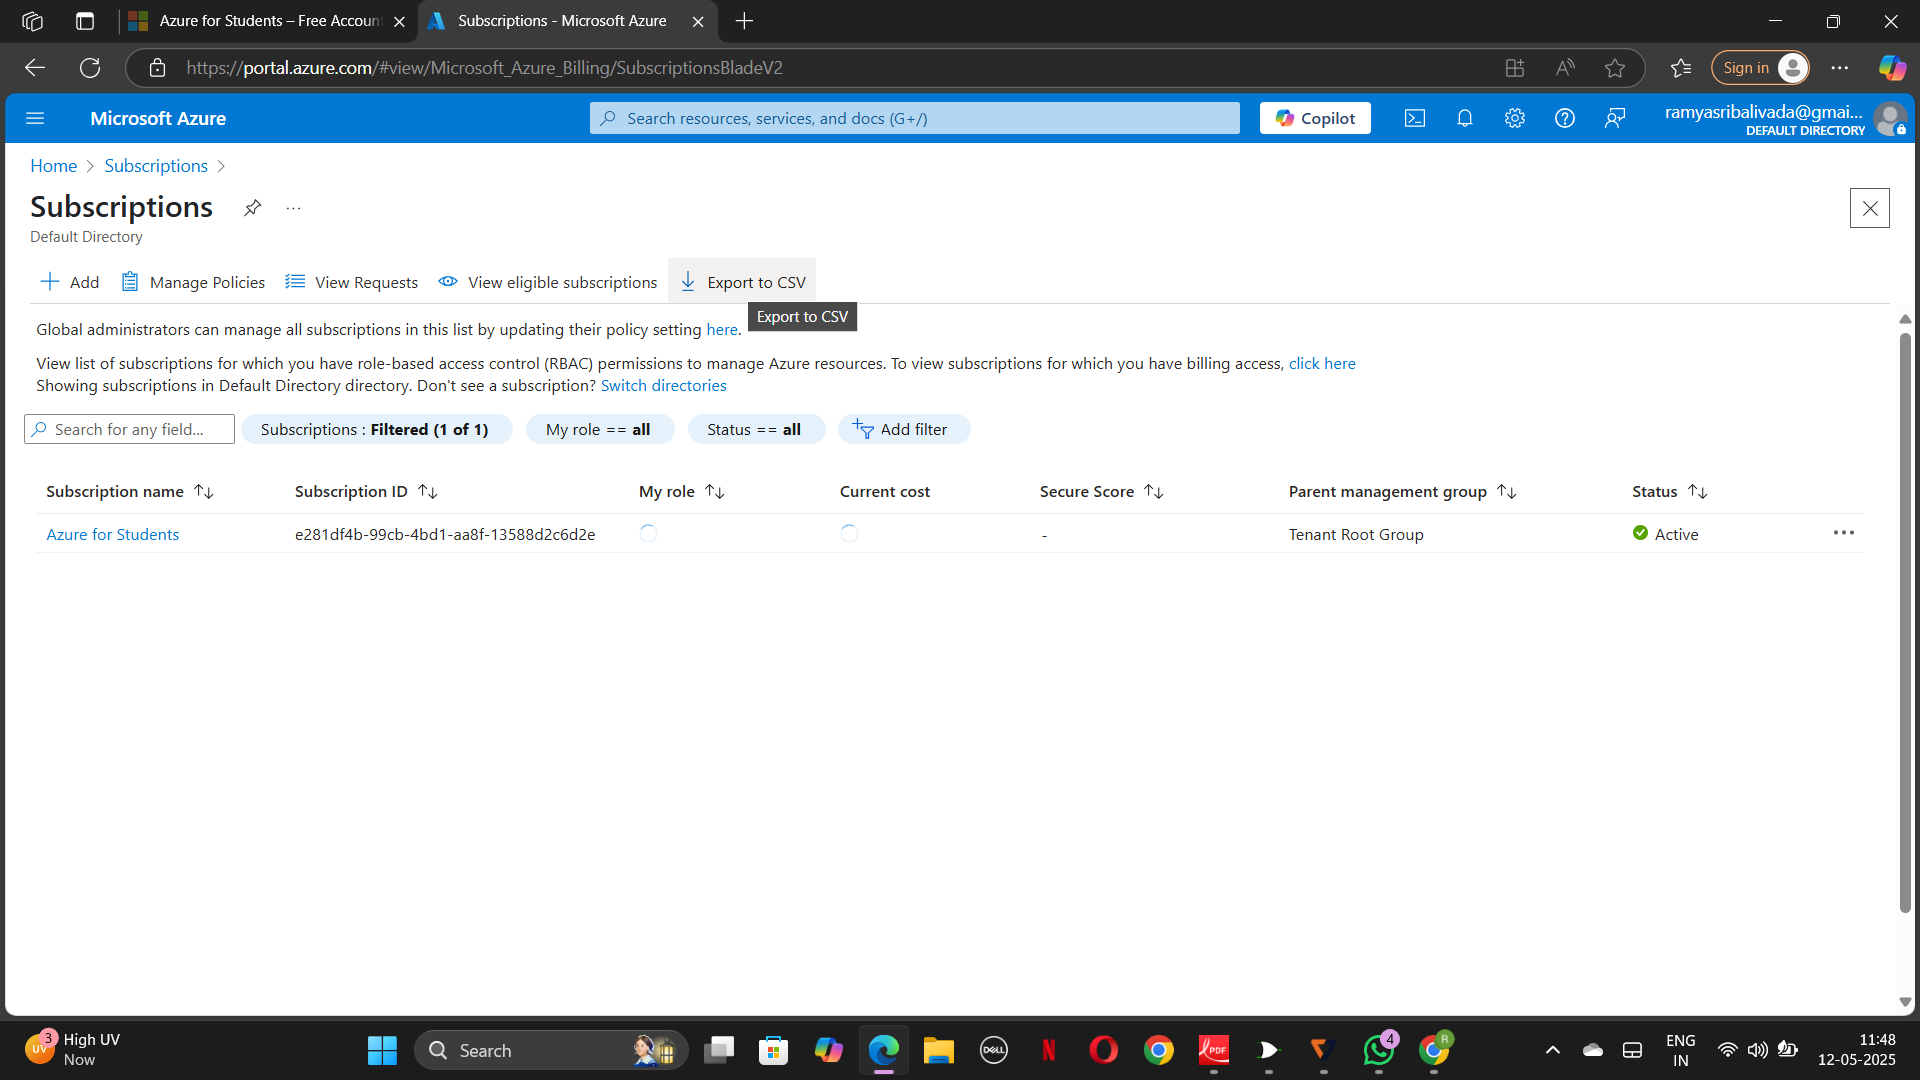 Azure for Students – Free Accoun
Subscriptions - Microsoft Azure
https://portal.azure.com/#view/Microsoft_Azure_Billing/SubscriptionsBladeV2
Sign in
Microsoft Azure
Search resources, services, and docs (G+/)
Copilot
ramyasribalivada@gmai...
DEFAULT DIRECTORY
Home
Subscriptions
Subscriptions
...
Default Directory
Add
Manage Policies
View Requests
View eligible subscriptions
Export to CSV
Export to CSV
Global administrators can manage all subscriptions in this list by updating their policy setting here.
View list of subscriptions for which you have role-based access control (RBAC) permissions to manage Azure resources. To view subscriptions for which you have billing access, click here
Showing subscriptions in Default Directory directory. Don't see a subscription? Switch directories
Search for any field...
Subscriptions : Filtered (1 of 1)
My role == all
Status == all
Add filter
Subscription name
Subscription ID
My role
Current cost
Secure Score
Parent management group
Status
Azure for Students
e281df4b-99cb-4bd1-aa8f-13588d2c6d2e
-
Tenant Root Group
Active
UV
3
High UV
Now
Search
DELL
N
PDF
4
R
ENG
IN
11:48
12-05-2025